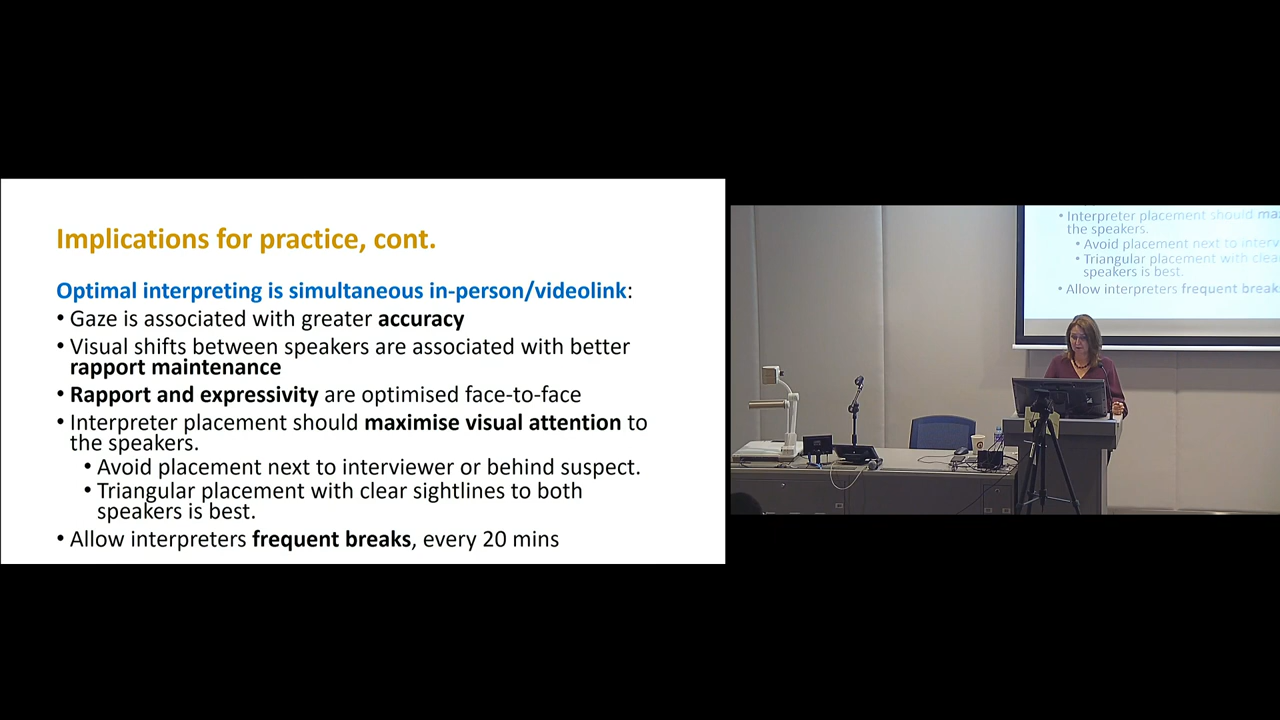 Implications for practice, cont.
Optimal interpreting is simultaneous in-person/videolink:
• Gaze is associated with greater accuracy
• Visual shifts between speakers are associated with better
rapport maintenance
• Rapport and expressivity are optimised face-to-face
• Interpreter placement should maximise visual attention to
the speakers.
• Avoid placement next to interviewer or behind suspect.
• Triangular placement with clear sightlines to both
speakers is best.
• Allow interpreters frequent breaks, every 20 mins
• Interpreter placement should
the speakers.
• Avoid placement next to
• Triangular placement with
speakers is best.
• Allow interpreters frequent